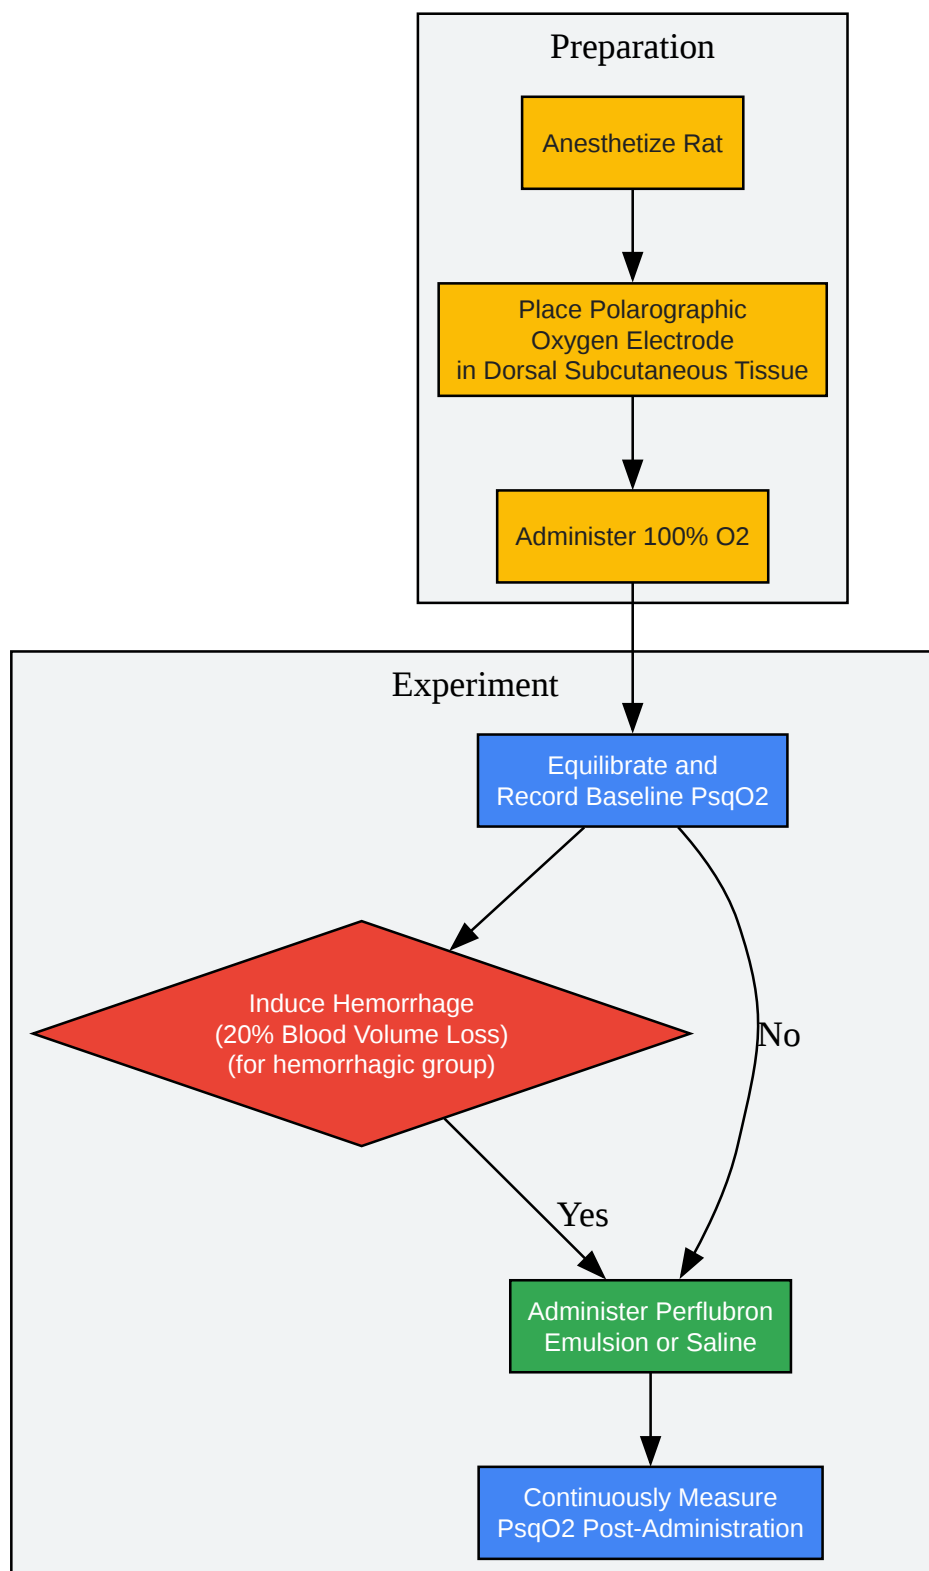 Preparation
Anesthetize Rat
Place Polarographic
Oxygen Electrode
in Dorsal Subcutaneous Tissue
Administer 100% O2
Experiment
Equilibrate and
Record Baseline PsqO2
Induce Hemorrhage
(20% Blood Volume Loss)
(for hemorrhagic group)
No
Yes
Administer Perflubron
Emulsion or Saline
Continuously Measure
PsqO2 Post-Administration